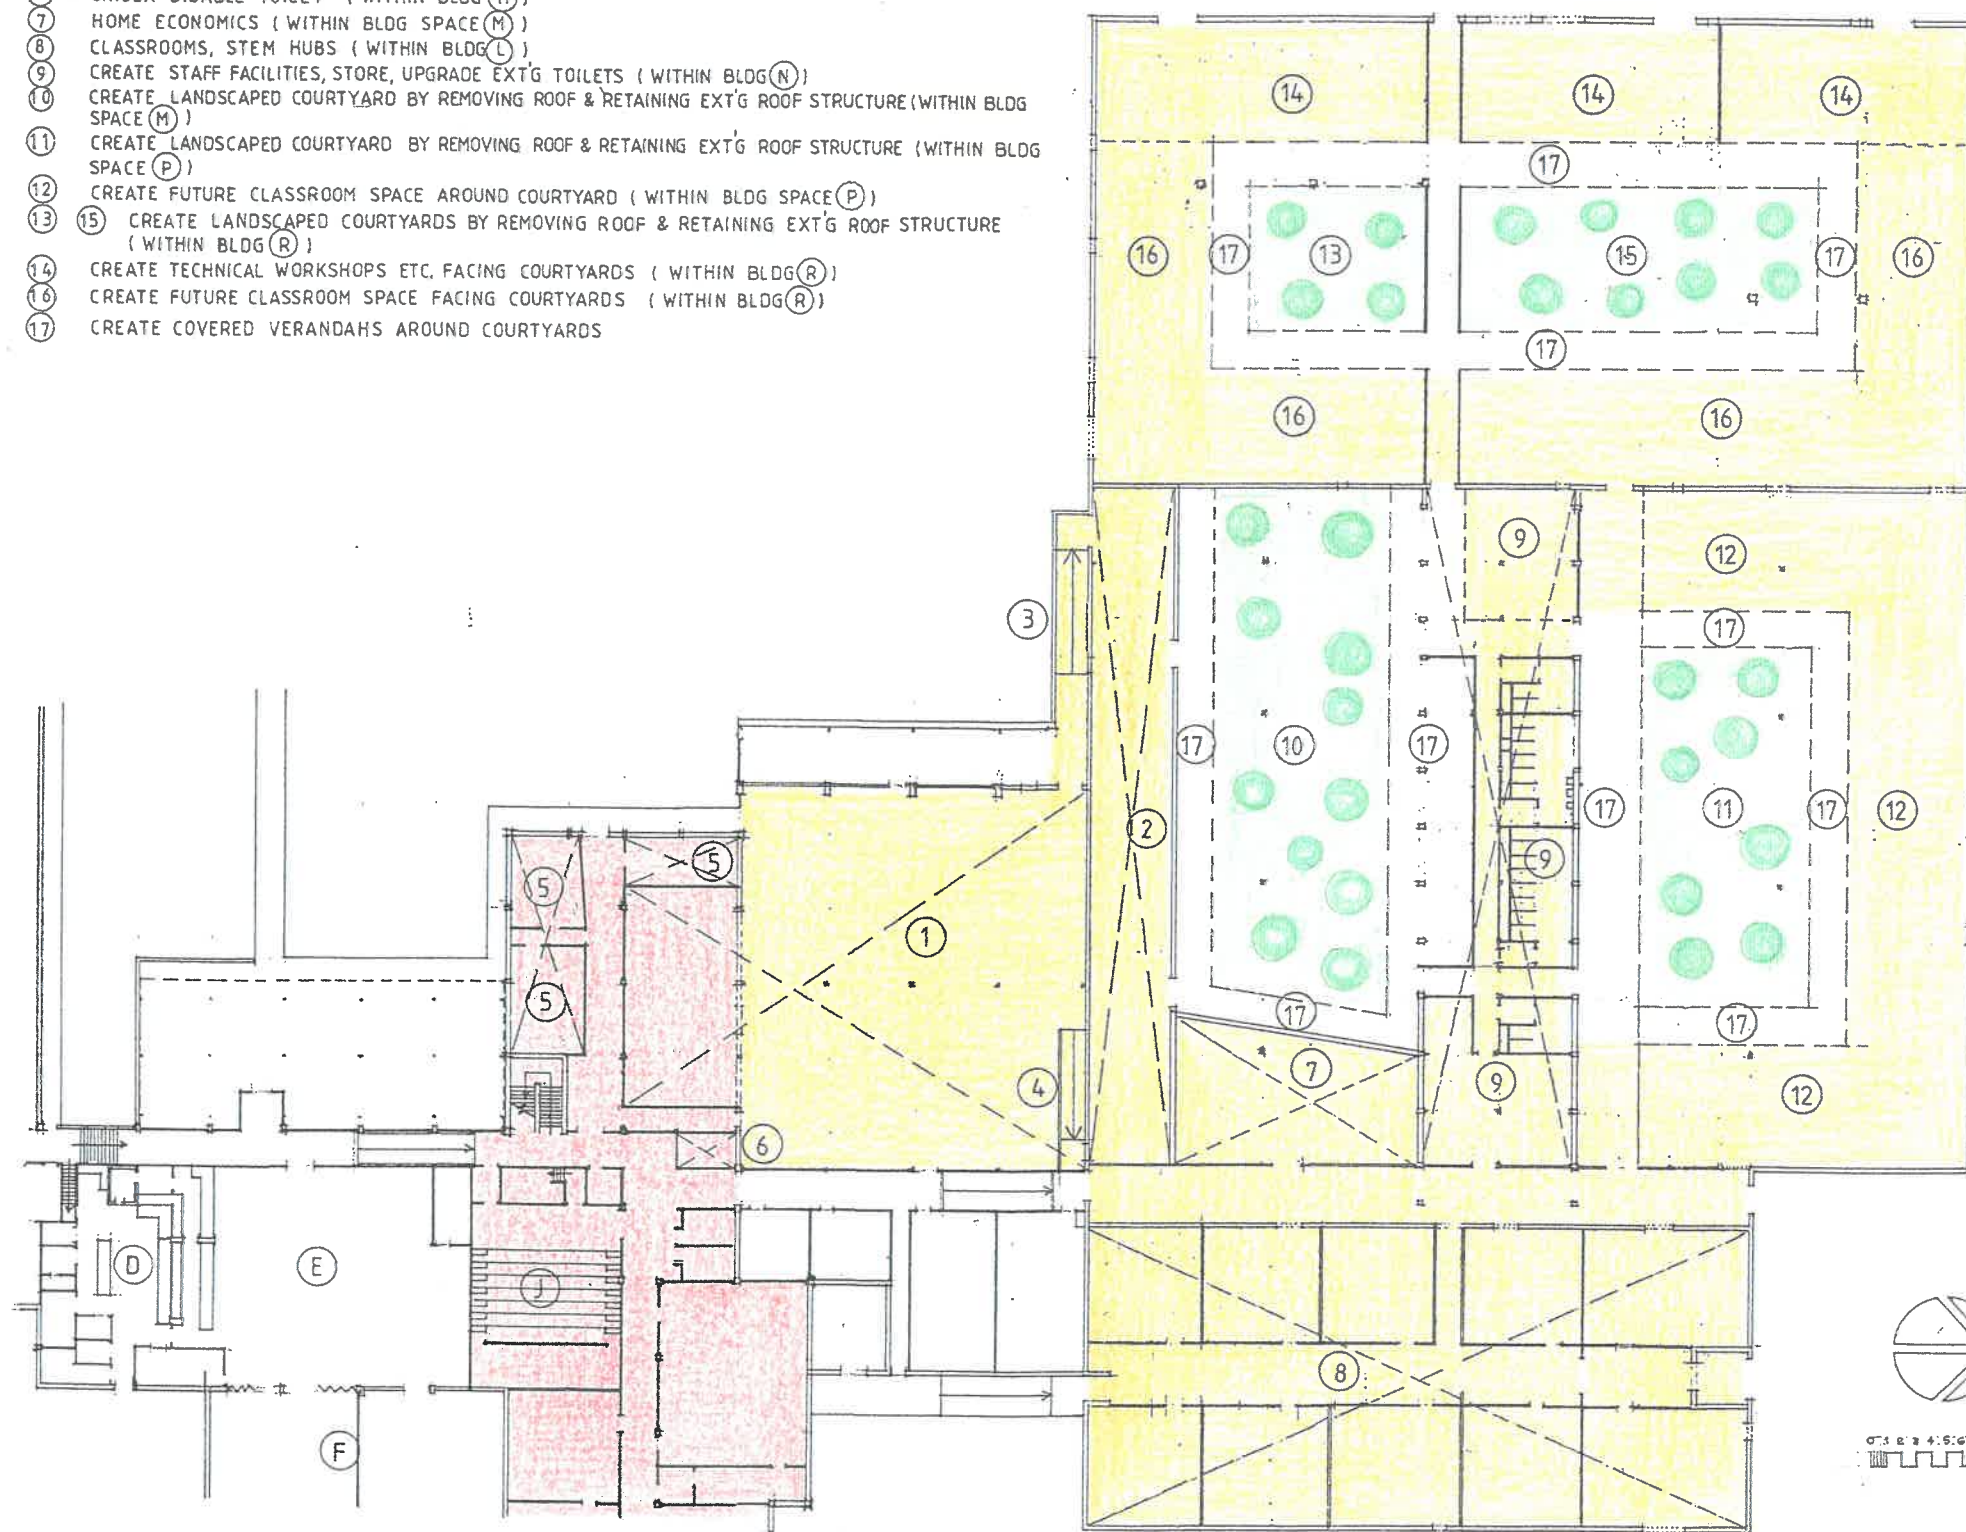 (7) HOME ECONOMICS (WITHIN BLDG SPACE (M))
(8) CLASSROOMS, STEM HUBS (WITHIN BLDG (L))
(9) CREATE STAFF FACILITIES, STORE, UPGRADE EXT'G TOILETS (WITHIN BLDG (N))
(10) CREATE LANDSCAPED COURTYARD BY REMOVING ROOF & RETAINING EXT'G ROOF STRUCTURE (WITHIN BLDG
SPACE (M))
(11) CREATE LANDSCAPED COURTYARD BY REMOVING ROOF & RETAINING EXT'G ROOF STRUCTURE (WITHIN BLDG
SPACE (P))
(12) CREATE FUTURE CLASSROOM SPACE AROUND COURTYARD (WITHIN BLDG SPACE (P))
(13) (15) CREATE LANDSCAPED COURTYARDS BY REMOVING ROOF & RETAINING EXT'G ROOF STRUCTURE
(WITHIN BLDG (R))
(14) CREATE TECHNICAL WORKSHOPS ETC, FACING COURTYARDS (WITHIN BLDG (R))
(16) CREATE FUTURE CLASSROOM SPACE FACING COURTYARDS (WITHIN BLDG (R))
(17) CREATE COVERED VERANDAHS AROUND COURTYARDS
14 14 14
17
16 17 13 15 17 16
17
16 16
9
12
3
17
17 10 17 17 11 17 12
2
5 5 9
1
5
17 17
7
4 9 12
6
D E J
8
F